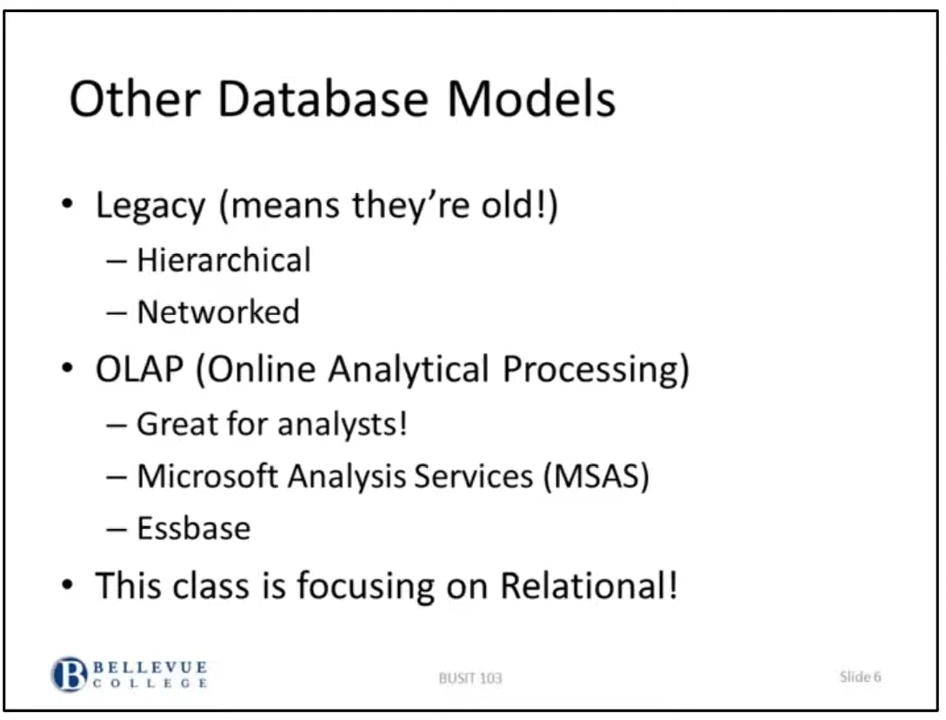 Other Database Models
• Legacy (means they're old!)
– Hierarchical
– Networked
• OLAP (Online Analytical Processing)
– Great for analysts!
– Microsoft Analysis Services (MSAS)
– Essbase
• This class is focusing on Relational!
B BELLEVUE
COLLEGE
BUSIT 103
Slide 6